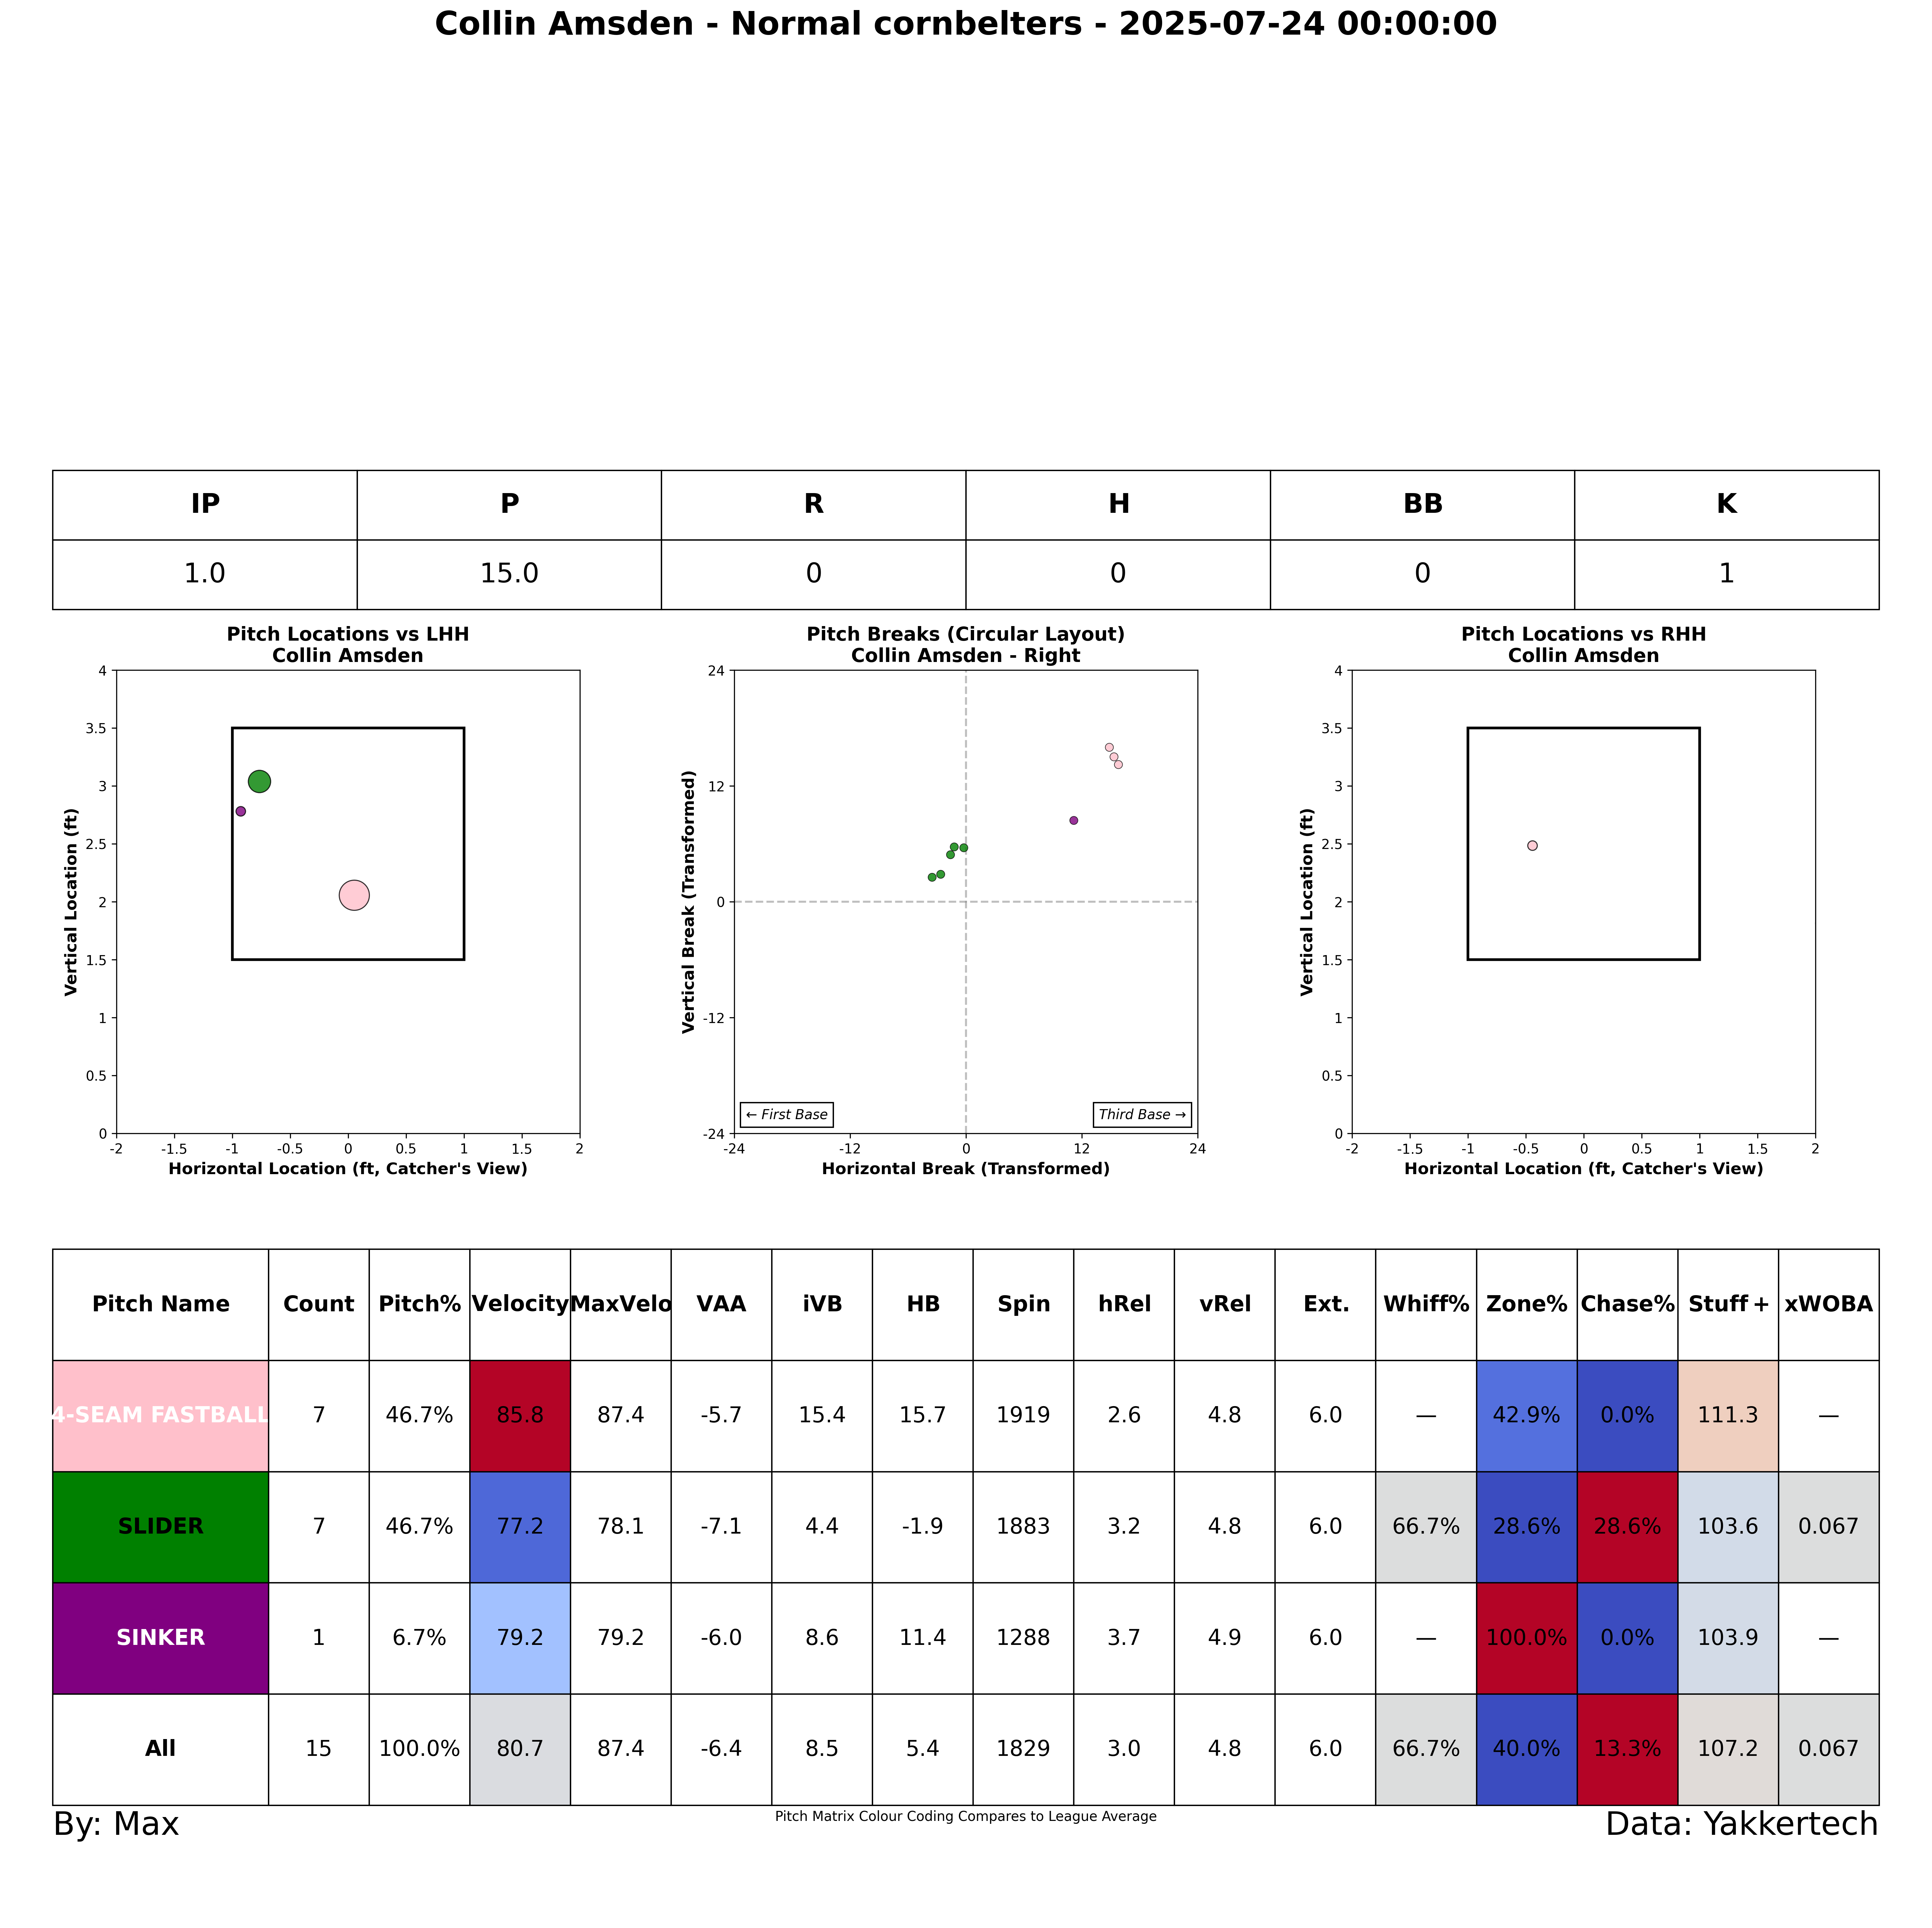 Collin Amsden - Normal cornbelters - 2025-07-24 00:00:00
IP P R H BB K
1.0 15.0 0 0 0 1
Pitch Locations vs LHH
Collin Amsden
4
3.5
3
2.5
2
1.5
1
0.5
0
-2 -1.5 -1 -0.5 0 0.5 1 1.5 2
Vertical Location (ft)
Horizontal Location (ft, Catcher's View)
Pitch Breaks (Circular Layout)
Collin Amsden - Right
24
12
0
-12
-24
-24 -12 0 12 24
← First Base
Third Base →
Vertical Break (Transformed)
Horizontal Break (Transformed)
Pitch Locations vs RHH
Collin Amsden
4
3.5
3
2.5
2
1.5
1
0.5
0
-2 -1.5 -1 -0.5 0 0.5 1 1.5 2
Vertical Location (ft)
Horizontal Location (ft, Catcher's View)
Pitch Name Count Pitch% Velocity MaxVelo VAA iVB HB Spin hRel vRel Ext. Whiff% Zone% Chase% Stuff+ xWOBA
4-SEAM FASTBALL 7 46.7% 85.8 87.4 -5.7 15.4 15.7 1919 2.6 4.8 6.0 — 42.9% 0.0% 111.3 —
SLIDER 7 46.7% 77.2 78.1 -7.1 4.4 -1.9 1883 3.2 4.8 6.0 66.7% 28.6% 28.6% 103.6 0.067
SINKER 1 6.7% 79.2 79.2 -6.0 8.6 11.4 1288 3.7 4.9 6.0 — 100.0% 0.0% 103.9 —
All 15 100.0% 80.7 87.4 -6.4 8.5 5.4 1829 3.0 4.8 6.0 66.7% 40.0% 13.3% 107.2 0.067
By: Max
Pitch Matrix Colour Coding Compares to League Average
Data: Yakkertech